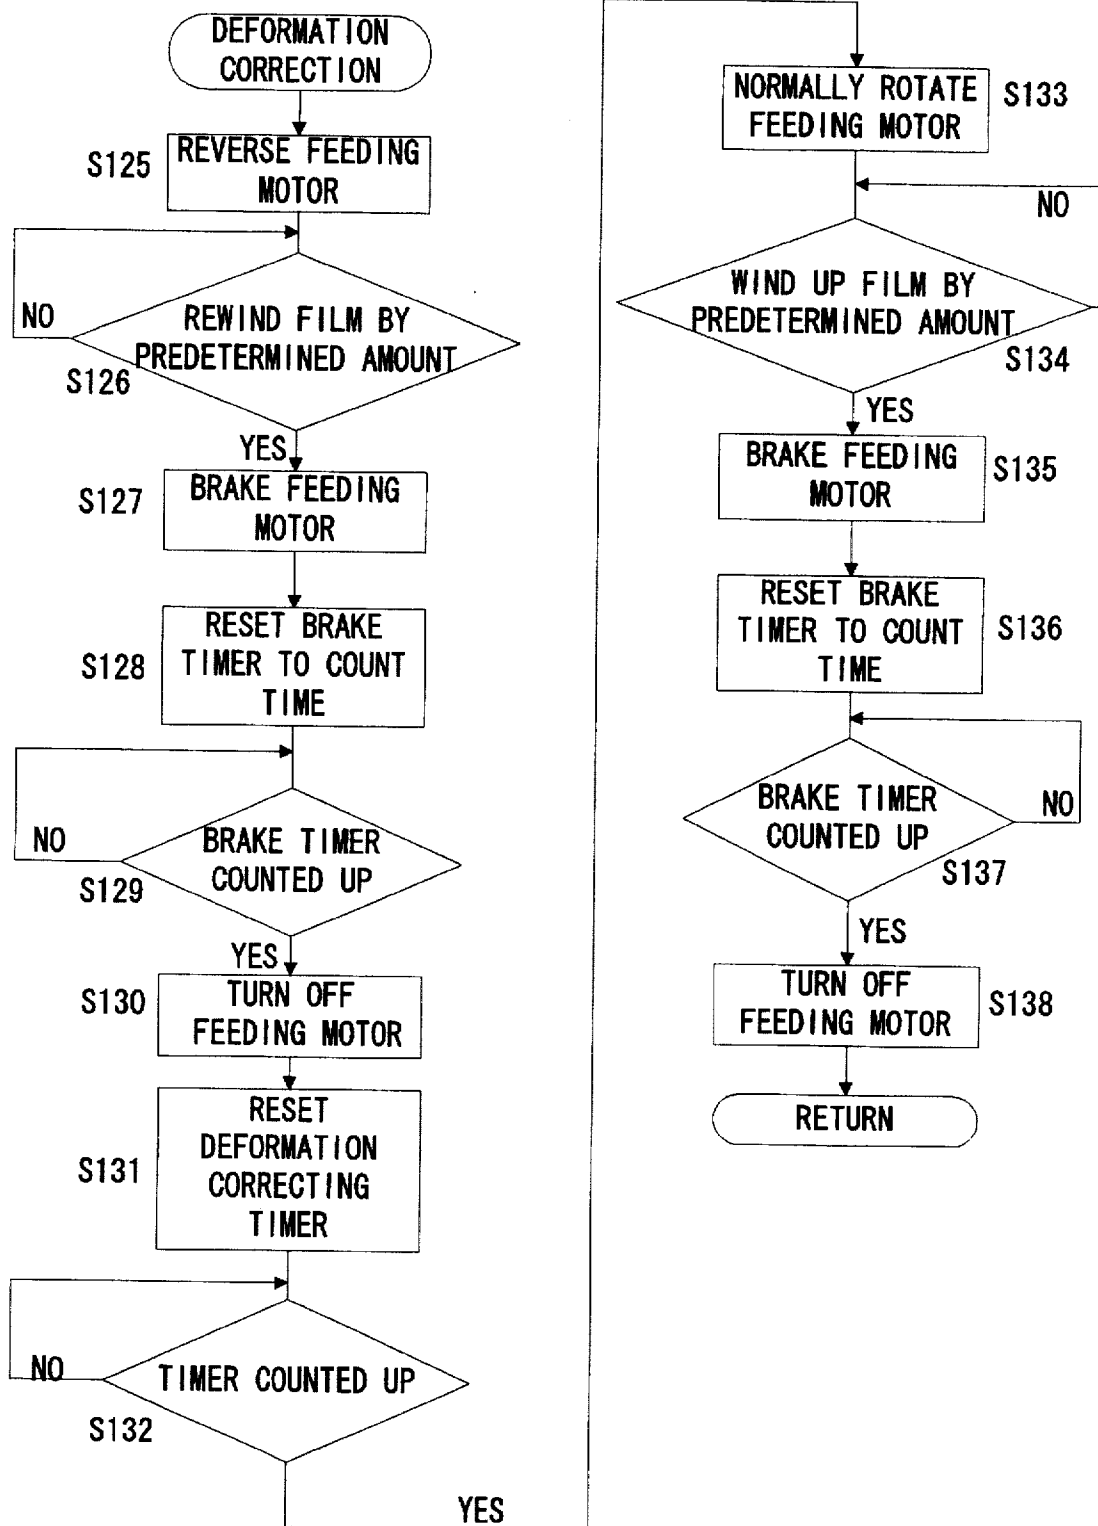 DEFORMATION
CORRECTION
S125
REVERSE FEEDING
MOTOR
NO
REWIND FILM BY
PREDETERMINED AMOUNT
S126
YES
S127
BRAKE FEEDING
MOTOR
S128
RESET BRAKE
TIMER TO COUNT
TIME
NO
BRAKE TIMER
COUNTED UP
S129
YES
S130
TURN OFF
FEEDING MOTOR
S131
RESET
DEFORMATION
CORRECTING
TIMER
NO
TIMER COUNTED UP
S132
YES
NORMALLY ROTATE
FEEDING MOTOR
S133
NO
WIND UP FILM BY
PREDETERMINED AMOUNT
S134
YES
BRAKE FEEDING
MOTOR
S135
RESET BRAKE
TIMER TO COUNT
TIME
S136
BRAKE TIMER
COUNTED UP
NO
S137
YES
TURN OFF
FEEDING MOTOR
S138
RETURN